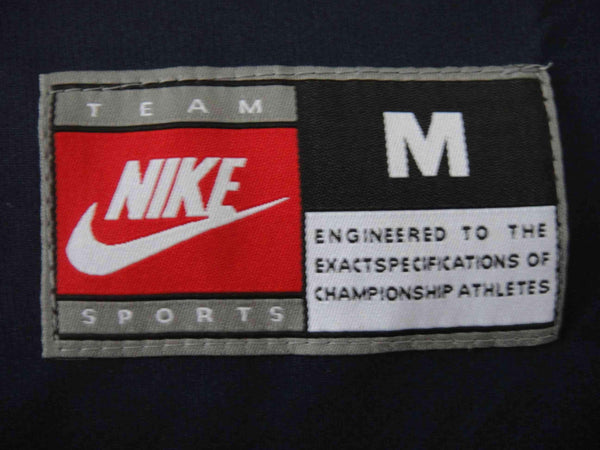 TEAM
NIKE
SPORTS
M
ENGINEERED TO THE
EXACTSPECIFICATIONS OF
CHAMPIONSHIP ATHLETES